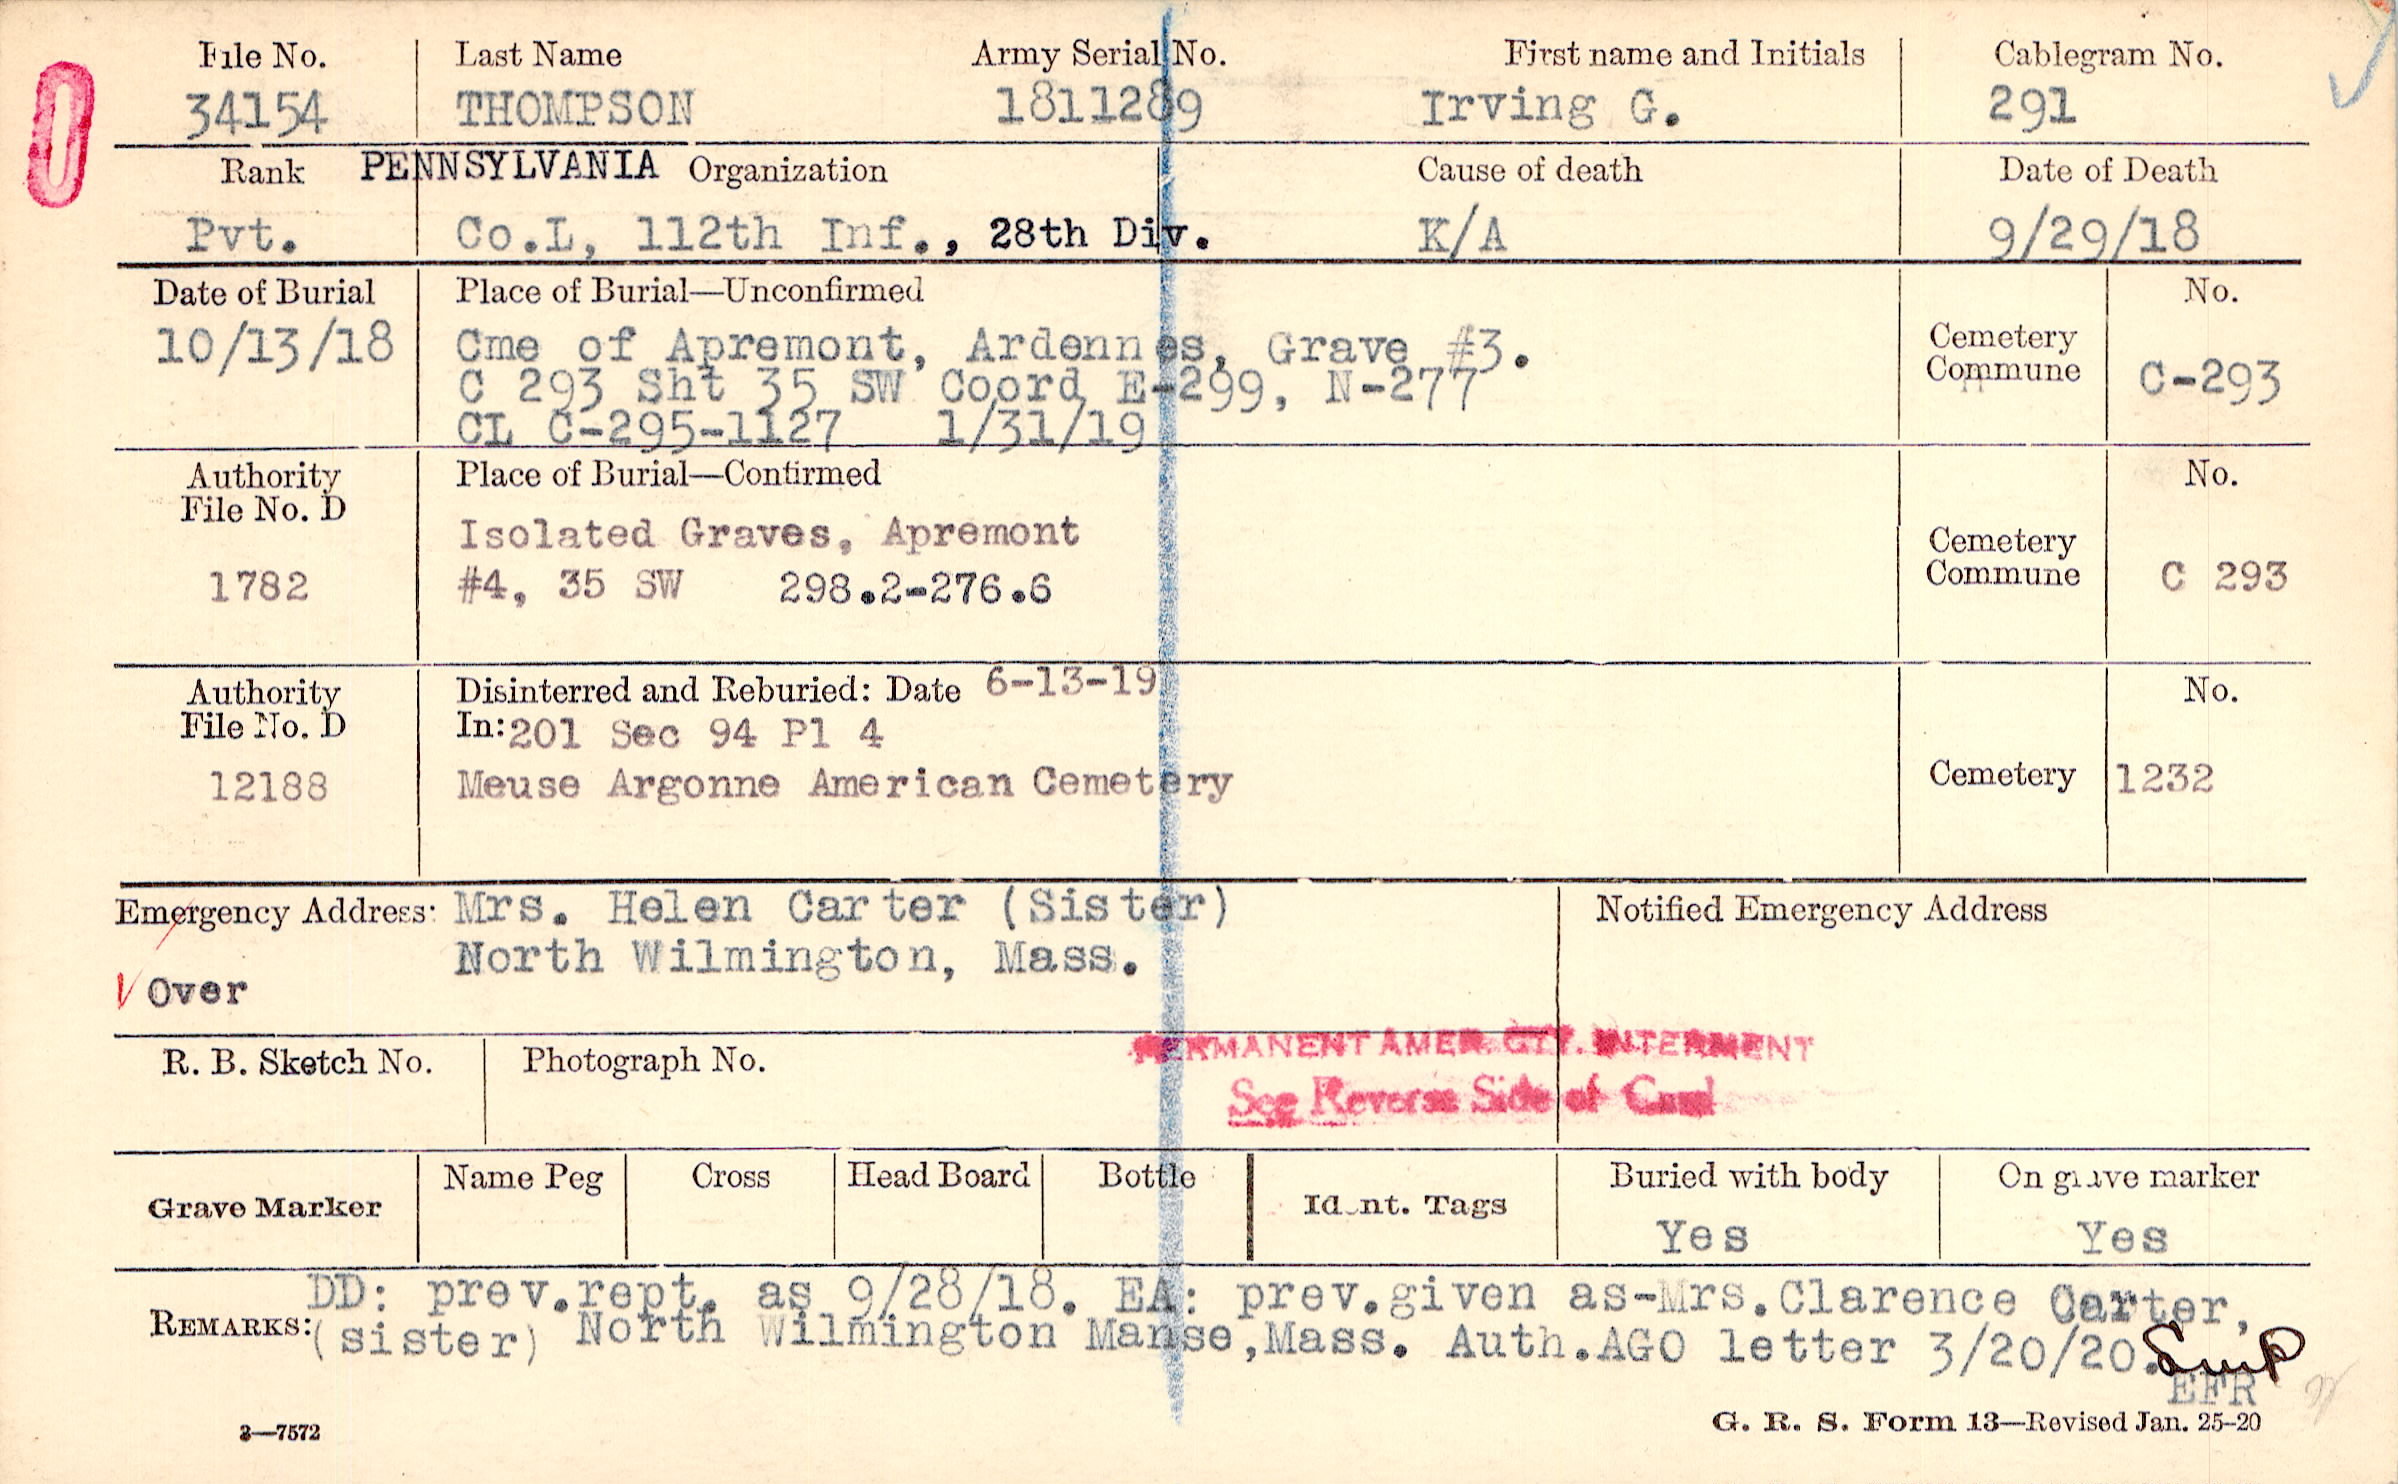 File No. Last Name Army Serial No. First name and Initials Cablegram No.
34154 THOMPSON 1811289 Irving G. 291
Rank PENNSYLVANIA Organization Cause of death Date of Death
Pvt. Co.L, 112th Inf., 28th Div. K/A 9/29/18
Date of Burial Place of Burial—Unconfirmed No.
10/13/18 Cme of Apremont, Ardennes, Grave #3. Cemetery
C 293 Sht 35 SW Coord E-299, N-277 Commune C-293
CL C-295-1127 1/31/19
Authority Place of Burial—Confirmed No.
File No. D
Isolated Graves, Apremont Cemetery
1782 #4, 35 SW 298.2-276.6 Commune C 293
Authority Disinterred and Reburied: Date 6-13-19 No.
File No. D In: 201 Sec 94 Pl 4
12188 Meuse Argonne American Cemetery Cemetery 1232
Emergency Address: Mrs. Helen Carter (Sister) Notified Emergency Address
North Wilmington, Mass.
Over
R. B. Sketch No. Photograph No. PERMANENT AMER. CTY. INTERMENT
See Reverse Side of Card
Grave Marker Name Peg Cross Head Board Bottle Ident. Tags Buried with body On grave marker
Yes Yes
REMARKS: DD: prev.rept. as 9/28/18. EA: prev.given as-Mrs.Clarence Carter,
(sister) North Wilmington Manse,Mass. Auth.AGO letter 3/20/20.
EFR
3—7572 G. R. S. Form 13—Revised Jan. 25-20